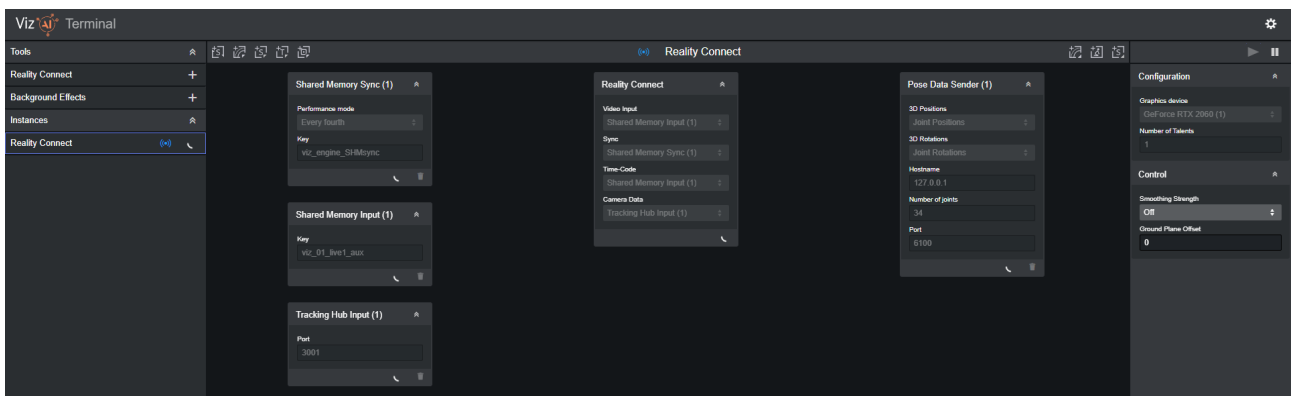 Viz AI Terminal
Tools
Reality Connect
Background Effects
Instances
Reality Connect
Reality Connect
Shared Memory Sync (1)
Performance mode
Every fourth
Key
viz_engine_SHMsync
Shared Memory Input (1)
Key
viz_01_live1_aux
Tracking Hub Input (1)
Port
3001
Reality Connect
Video Input
Shared Memory Input (1)
Sync
Shared Memory Sync (1)
Time-Code
Shared Memory Input (1)
Camera Data
Tracking Hub Input (1)
Pose Data Sender (1)
3D Positions
Joint Positions
3D Rotations
Joint Rotations
Hostname
127.0.0.1
Number of joints
34
Port
6100
Configuration
Graphics device
GeForce RTX 2060 (1)
Number of Talents
1
Control
Smoothing Strength
Off
Ground Plane Offset
0